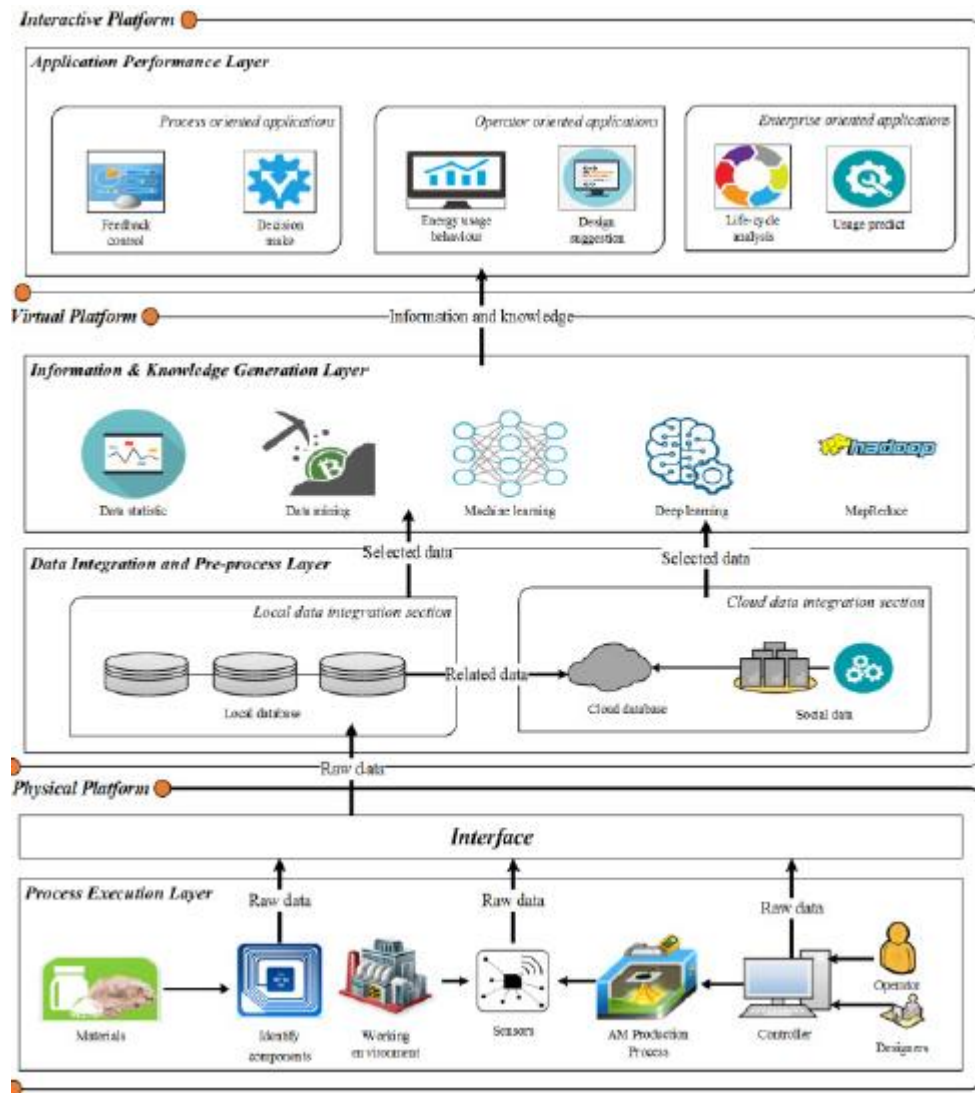 Interactive Platform
Application Performance Layer
Process oriented applications
Feedback
control
Decision
make
Operator oriented applications
Energy usage
behaviour
Design
suggestion
Enterprise oriented applications
Life-cycle
analysis
Usage predict
Information and knowledge
Virtual Platform
Information & Knowledge Generation Layer
Data statistic
Data mining
Machine learning
Deep learning
hadoop
MapReduce
Selected data
Selected data
Data Integration and Pre-process Layer
Local data integration section
Local database
Related data
Cloud data integration section
Cloud database
Social data
Raw data
Physical Platform
Interface
Process Execution Layer
Raw data
Raw data
Raw data
Materials
Identify
components
Working
environment
Sensors
AM Production
Process
Controller
Operator
Designers